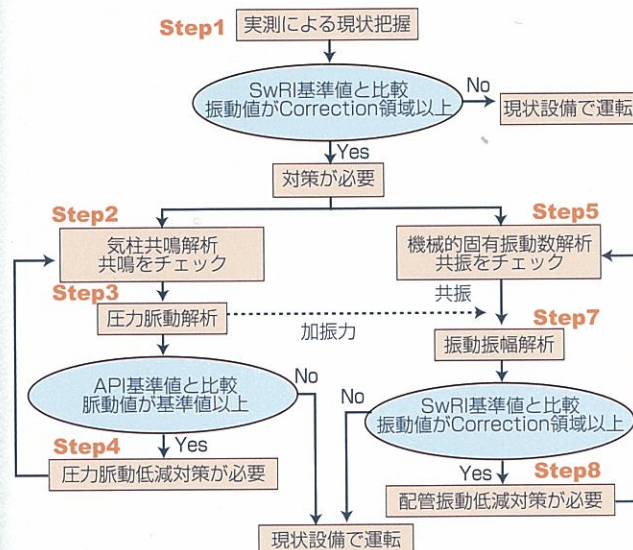 Step1
実測による現状把握
SwRI基準値と比較
振動値がCorrection領域以上
No
現状設備で運転
Yes
対策が必要
Step2
気柱共鳴解析
共鳴をチェック
Step5
機械的固有振動数解析
共振をチェック
Step3
圧力脈動解析
加振力
共振
Step7
振動振幅解析
API基準値と比較
脈動値が基準値以上
No
No
SwRI基準値と比較
振動値がCorrection領域以上
Step4
Yes
圧力脈動低減対策が必要
Yes
Step8
配管振動低減対策が必要
現状設備で運転